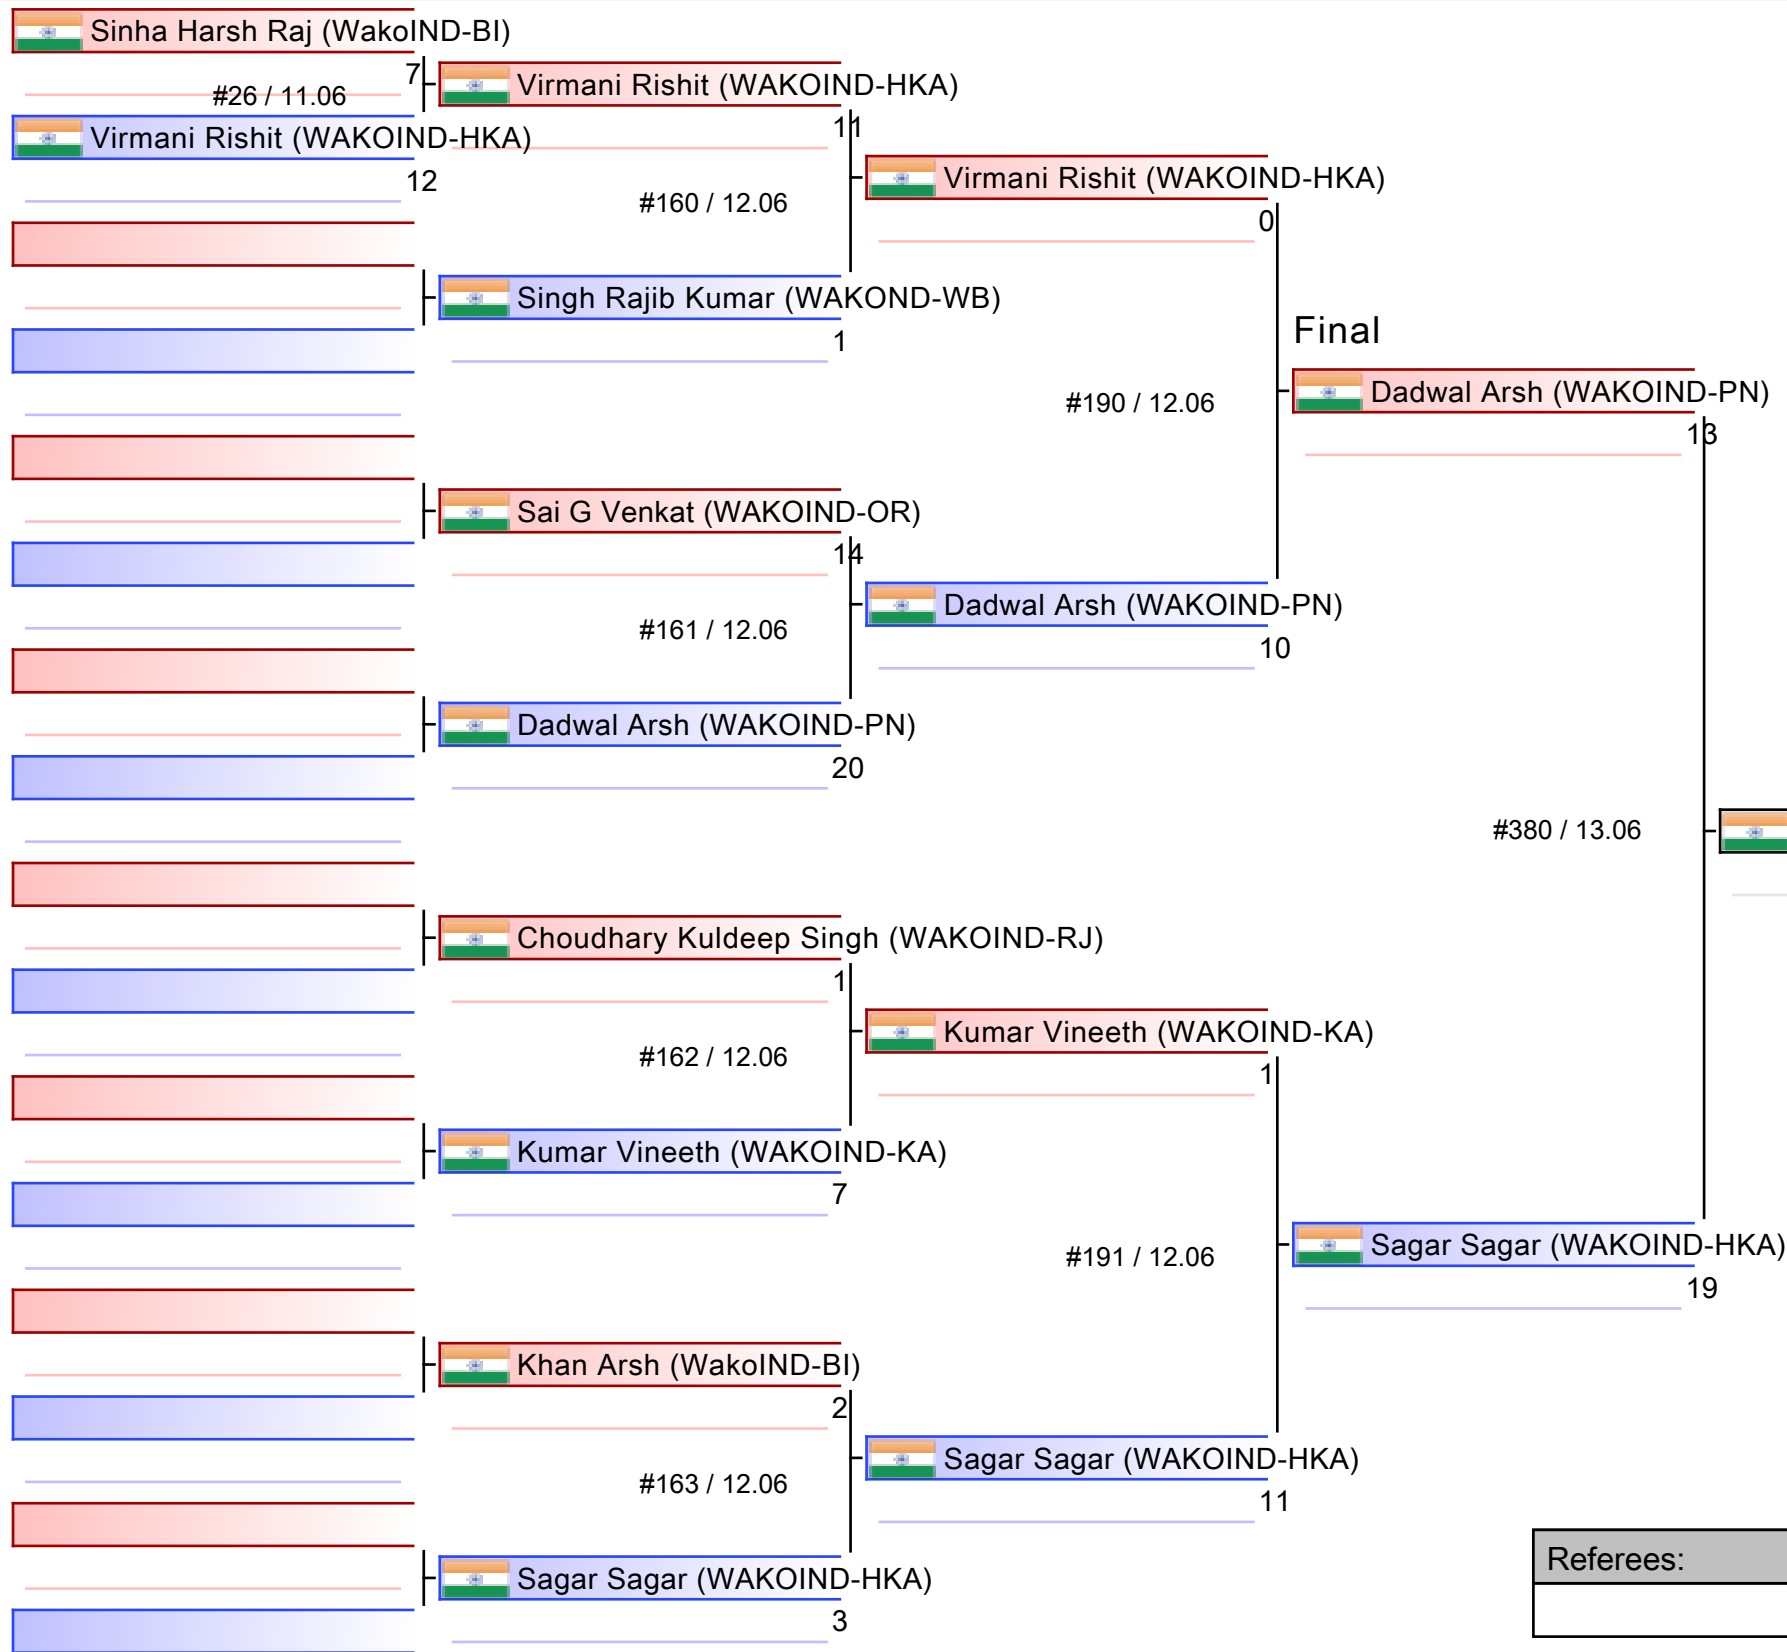 Sinha Harsh Raj (WakoIND-BI)
7
#26 / 11.06
Virmani Rishit (WAKOIND-HKA)
12
Virmani Rishit (WAKOIND-HKA)
11
#160 / 12.06
Singh Rajib Kumar (WAKOND-WB)
1
Sai G Venkat (WAKOIND-OR)
14
#161 / 12.06
Dadwal Arsh (WAKOIND-PN)
20
Choudhary Kuldeep Singh (WAKOIND-RJ)
1
#162 / 12.06
Kumar Vineeth (WAKOIND-KA)
7
Khan Arsh (WakoIND-BI)
2
#163 / 12.06
Sagar Sagar (WAKOIND-HKA)
3
Virmani Rishit (WAKOIND-HKA)
0
#190 / 12.06
Dadwal Arsh (WAKOIND-PN)
10
Kumar Vineeth (WAKOIND-KA)
1
#191 / 12.06
Sagar Sagar (WAKOIND-HKA)
11
Final
Dadwal Arsh (WAKOIND-PN)
13
#380 / 13.06
Sagar Sagar (WAKOIND-HKA)
19
Referees: